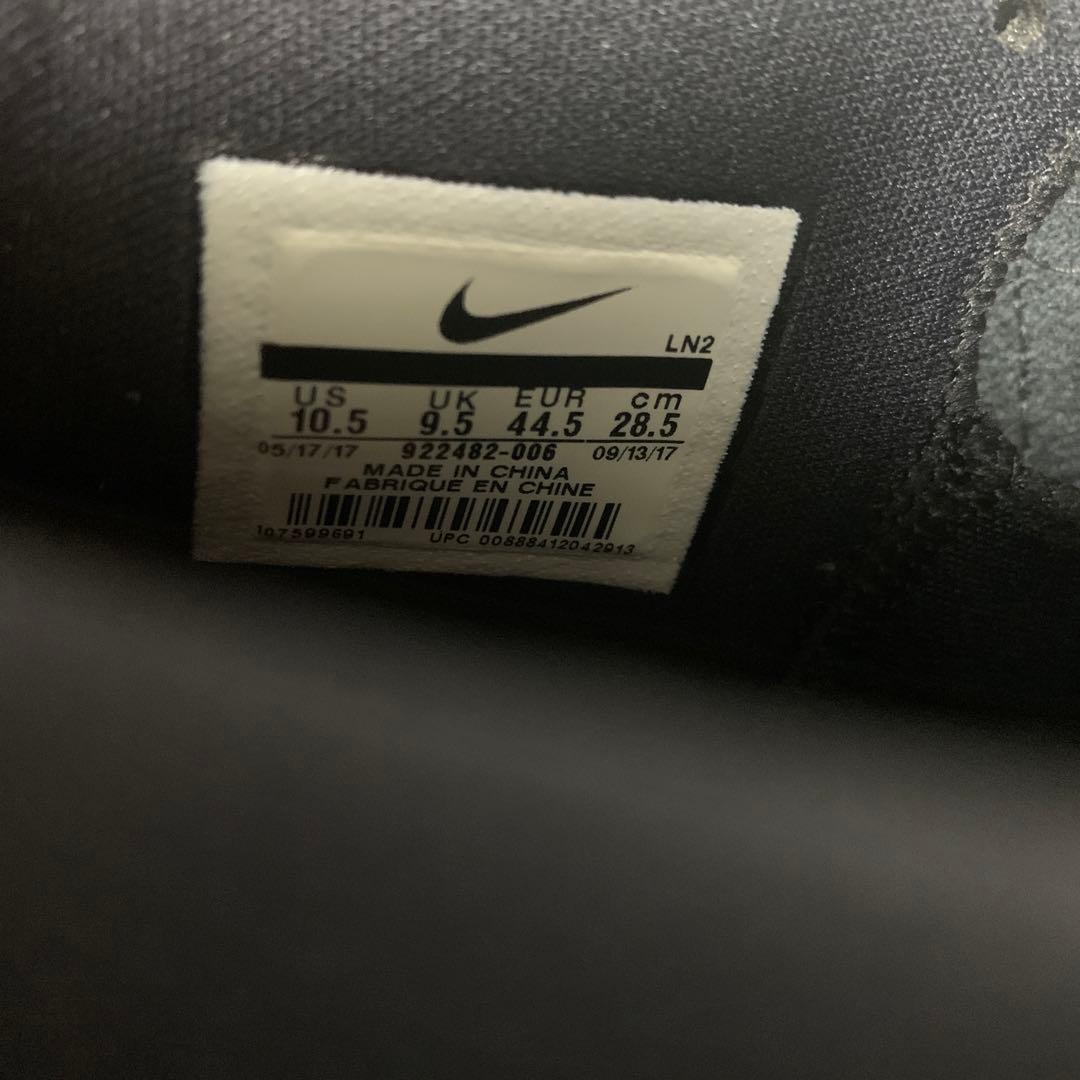 LN2
US UK EUR cm
10.5 9.5 44.5 28.5
05/17/17 922482-006 09/13/17
MADE IN CHINA
FABRIQUE EN CHINE
107599691 UPC 00888412042913